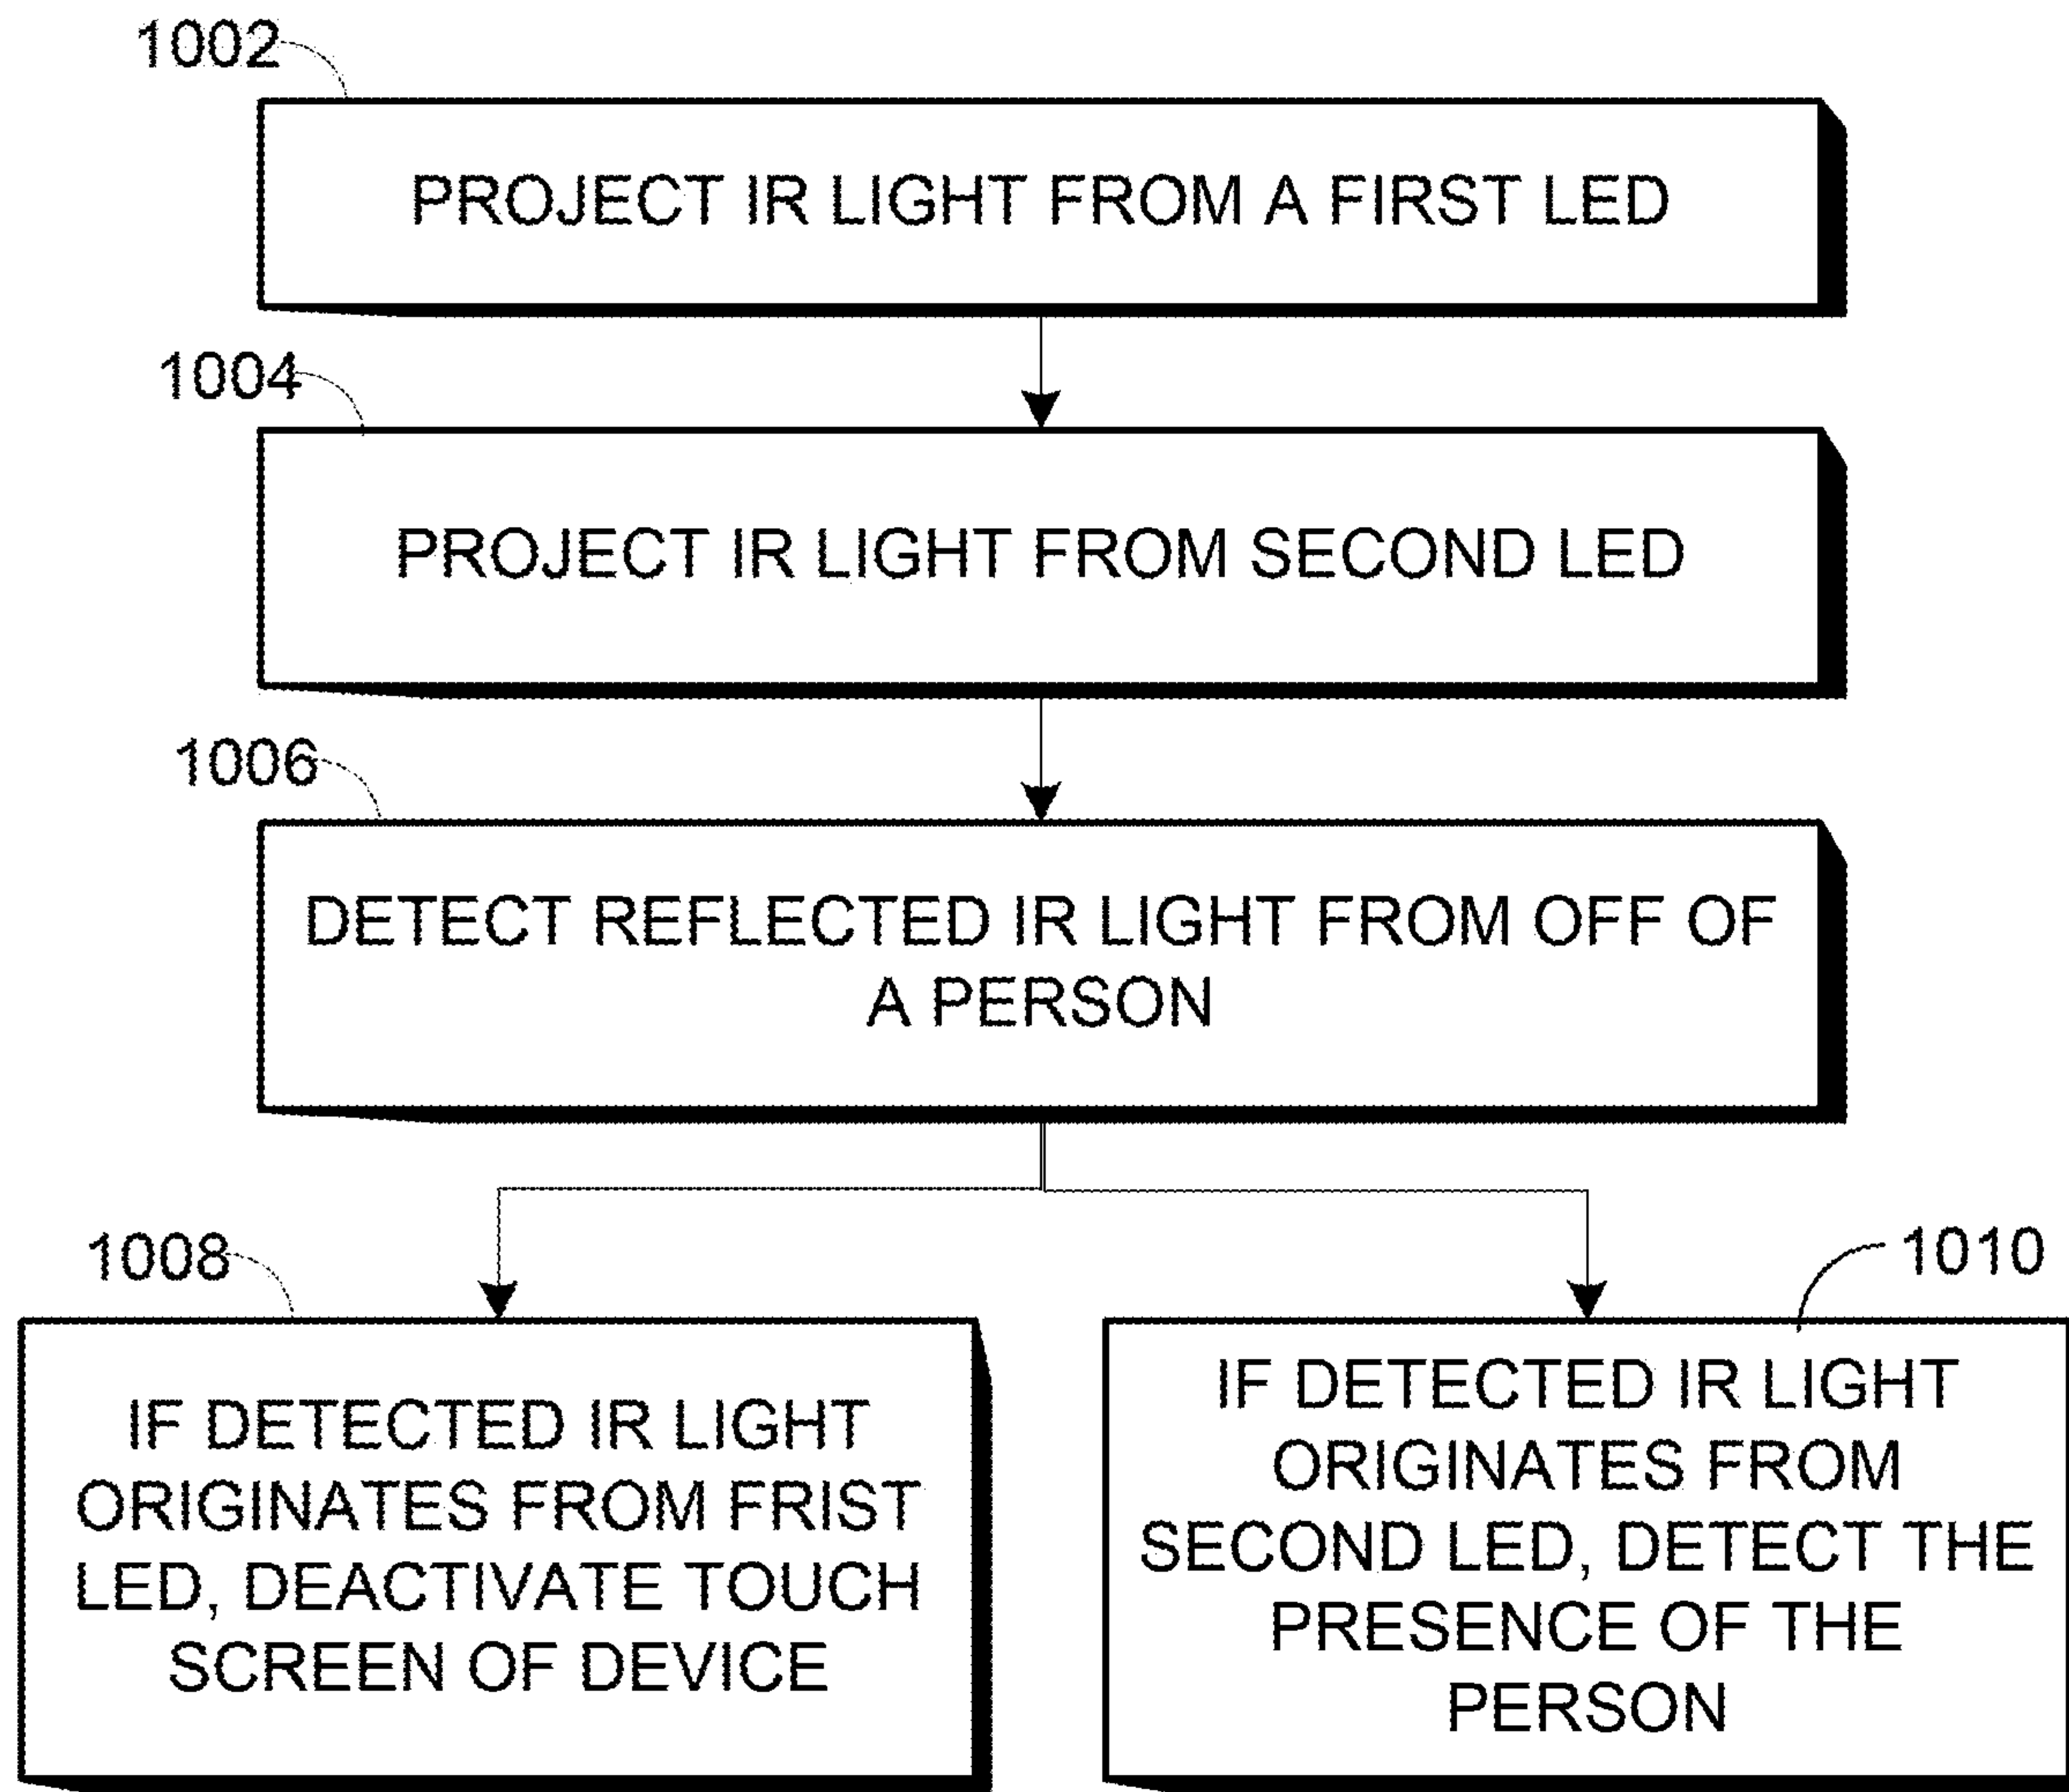 1002
PROJECT IR LIGHT FROM A FIRST LED
1004
PROJECT IR LIGHT FROM SECOND LED
1006
DETECT REFLECTED IR LIGHT FROM OFF OF
A PERSON
1008
IF DETECTED IR LIGHT
ORIGINATES FROM FRIST
LED, DEACTIVATE TOUCH
SCREEN OF DEVICE
1010
IF DETECTED IR LIGHT
ORIGINATES FROM
SECOND LED, DETECT THE
PRESENCE OF THE
PERSON